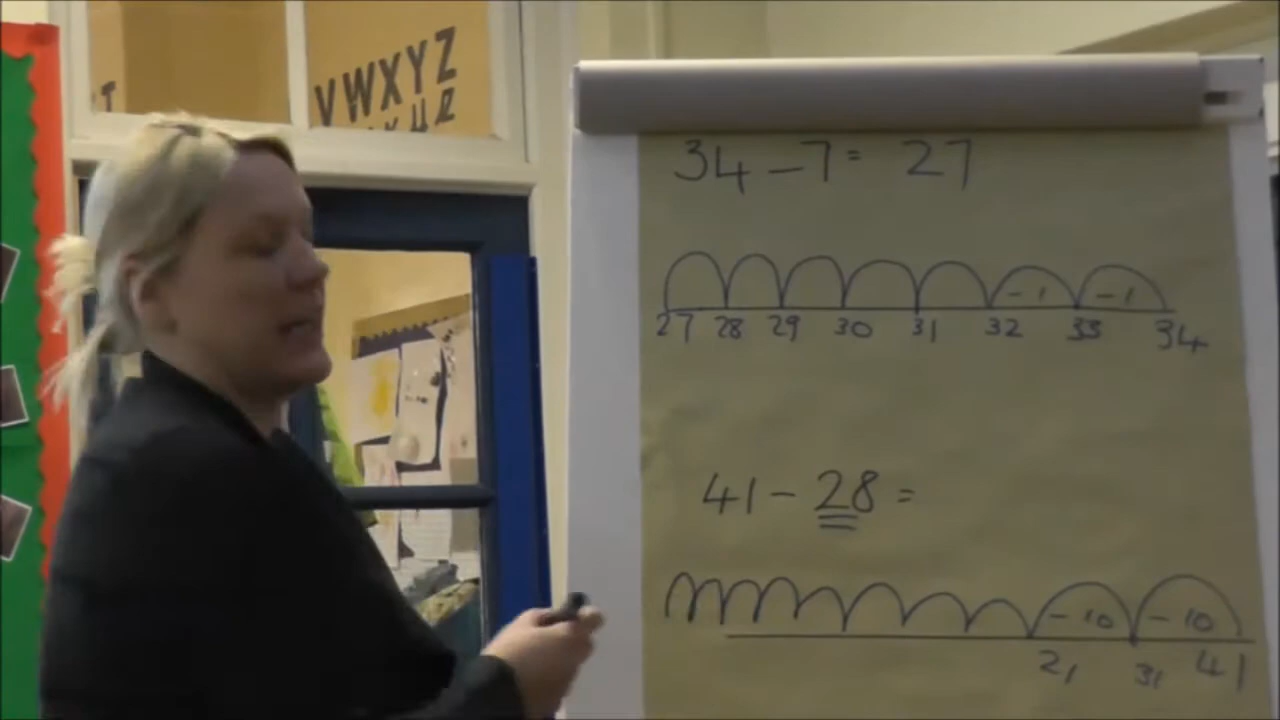 VWXYZ
34 - 7 = 27
-1 -1
27 28 29 30 31 32 33 34
41 - 28 =
-10 -10
21 31 41